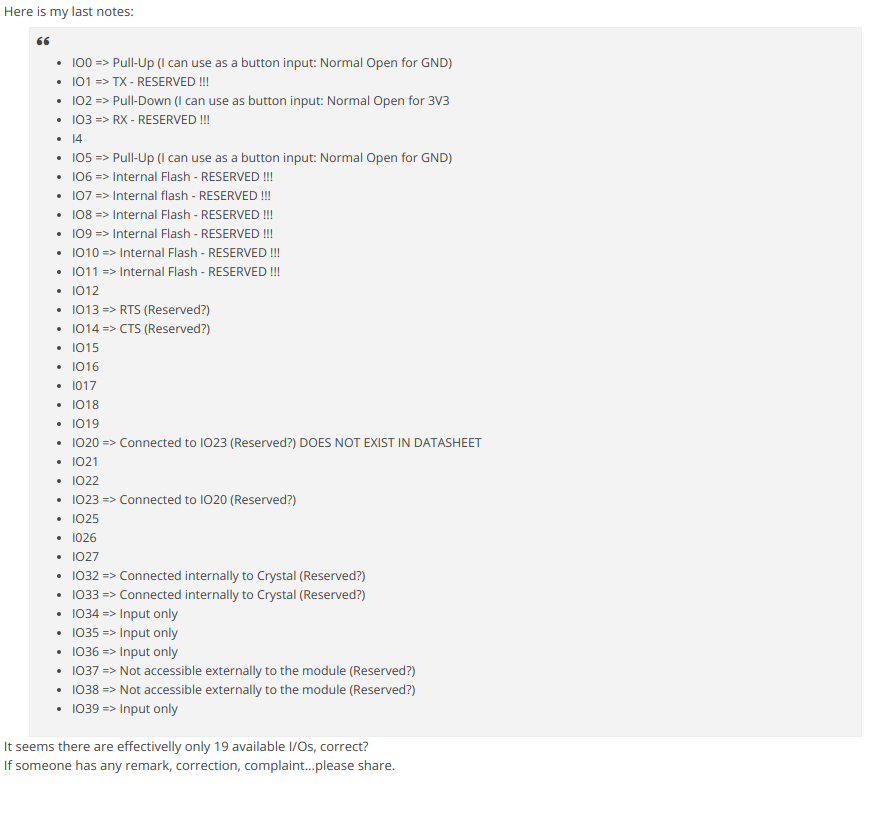 Here is my last notes:
“
• IO0 => Pull-Up (I can use as a button input: Normal Open for GND)
• IO1 => TX - RESERVED !!!
• IO2 => Pull-Down (I can use as button input: Normal Open for 3V3
• IO3 => RX - RESERVED !!!
• I4
• IO5 => Pull-Up (I can use as a button input: Normal Open for GND)
• IO6 => Internal Flash - RESERVED !!!
• IO7 => Internal flash - RESERVED !!!
• IO8 => Internal Flash - RESERVED !!!
• IO9 => Internal Flash - RESERVED !!!
• IO10 => Internal Flash - RESERVED !!!
• IO11 => Internal Flash - RESERVED !!!
• IO12
• IO13 => RTS (Reserved?)
• IO14 => CTS (Reserved?)
• IO15
• IO16
• I017
• IO18
• IO19
• IO20 => Connected to IO23 (Reserved?) DOES NOT EXIST IN DATASHEET
• IO21
• IO22
• IO23 => Connected to IO20 (Reserved?)
• IO25
• I026
• IO27
• IO32 => Connected internally to Crystal (Reserved?)
• IO33 => Connected internally to Crystal (Reserved?)
• IO34 => Input only
• IO35 => Input only
• IO36 => Input only
• IO37 => Not accessible externally to the module (Reserved?)
• IO38 => Not accessible externally to the module (Reserved?)
• IO39 => Input only
It seems there are effectivelly only 19 available I/Os, correct?
If someone has any remark, correction, complaint...please share.